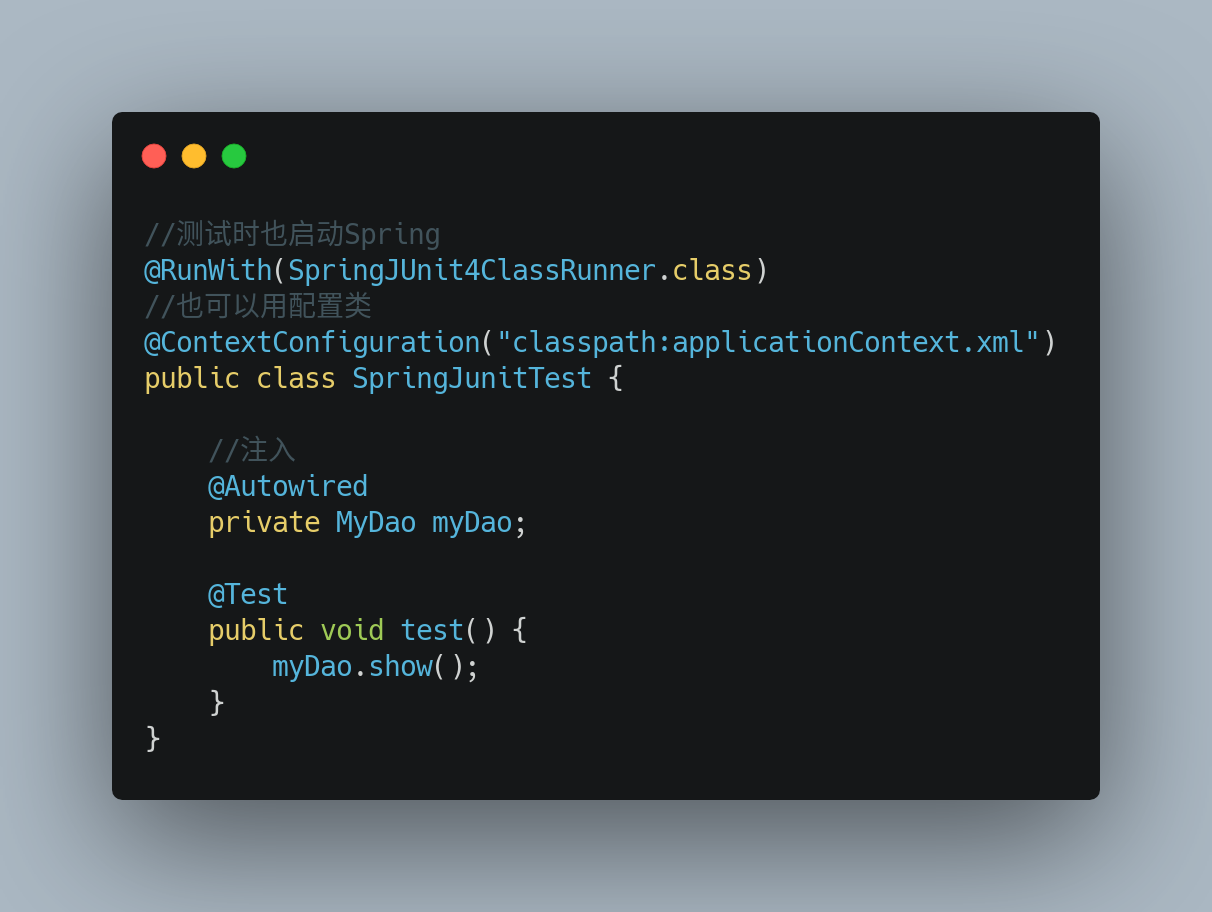 //测试时也启动Spring
@RunWith(SpringJUnit4ClassRunner.class)
//也可以用配置类
@ContextConfiguration("classpath:applicationContext.xml")
public class SpringJunitTest {
//注入
@Autowired
private MyDao myDao;
@Test
public void test() {
myDao.show();
}
}